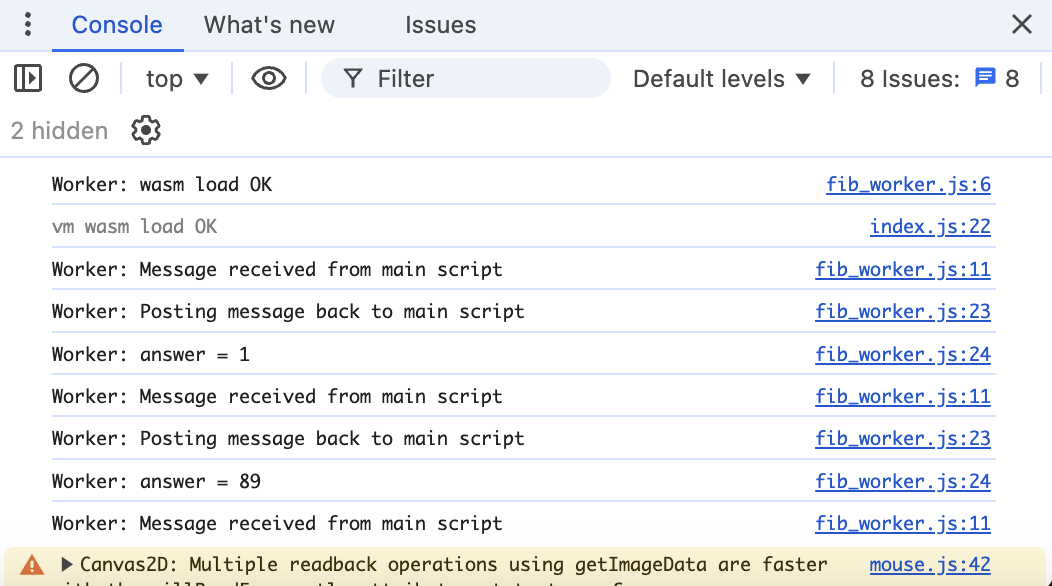 Console What's new Issues
top Filter Default levels 8 Issues: 8
2 hidden
Worker: wasm load OK fib_worker.js:6
vm wasm load OK index.js:22
Worker: Message received from main script fib_worker.js:11
Worker: Posting message back to main script fib_worker.js:23
Worker: answer = 1 fib_worker.js:24
Worker: Message received from main script fib_worker.js:11
Worker: Posting message back to main script fib_worker.js:23
Worker: answer = 89 fib_worker.js:24
Worker: Message received from main script fib_worker.js:11
Canvas2D: Multiple readback operations using getImageData are faster mouse.js:42